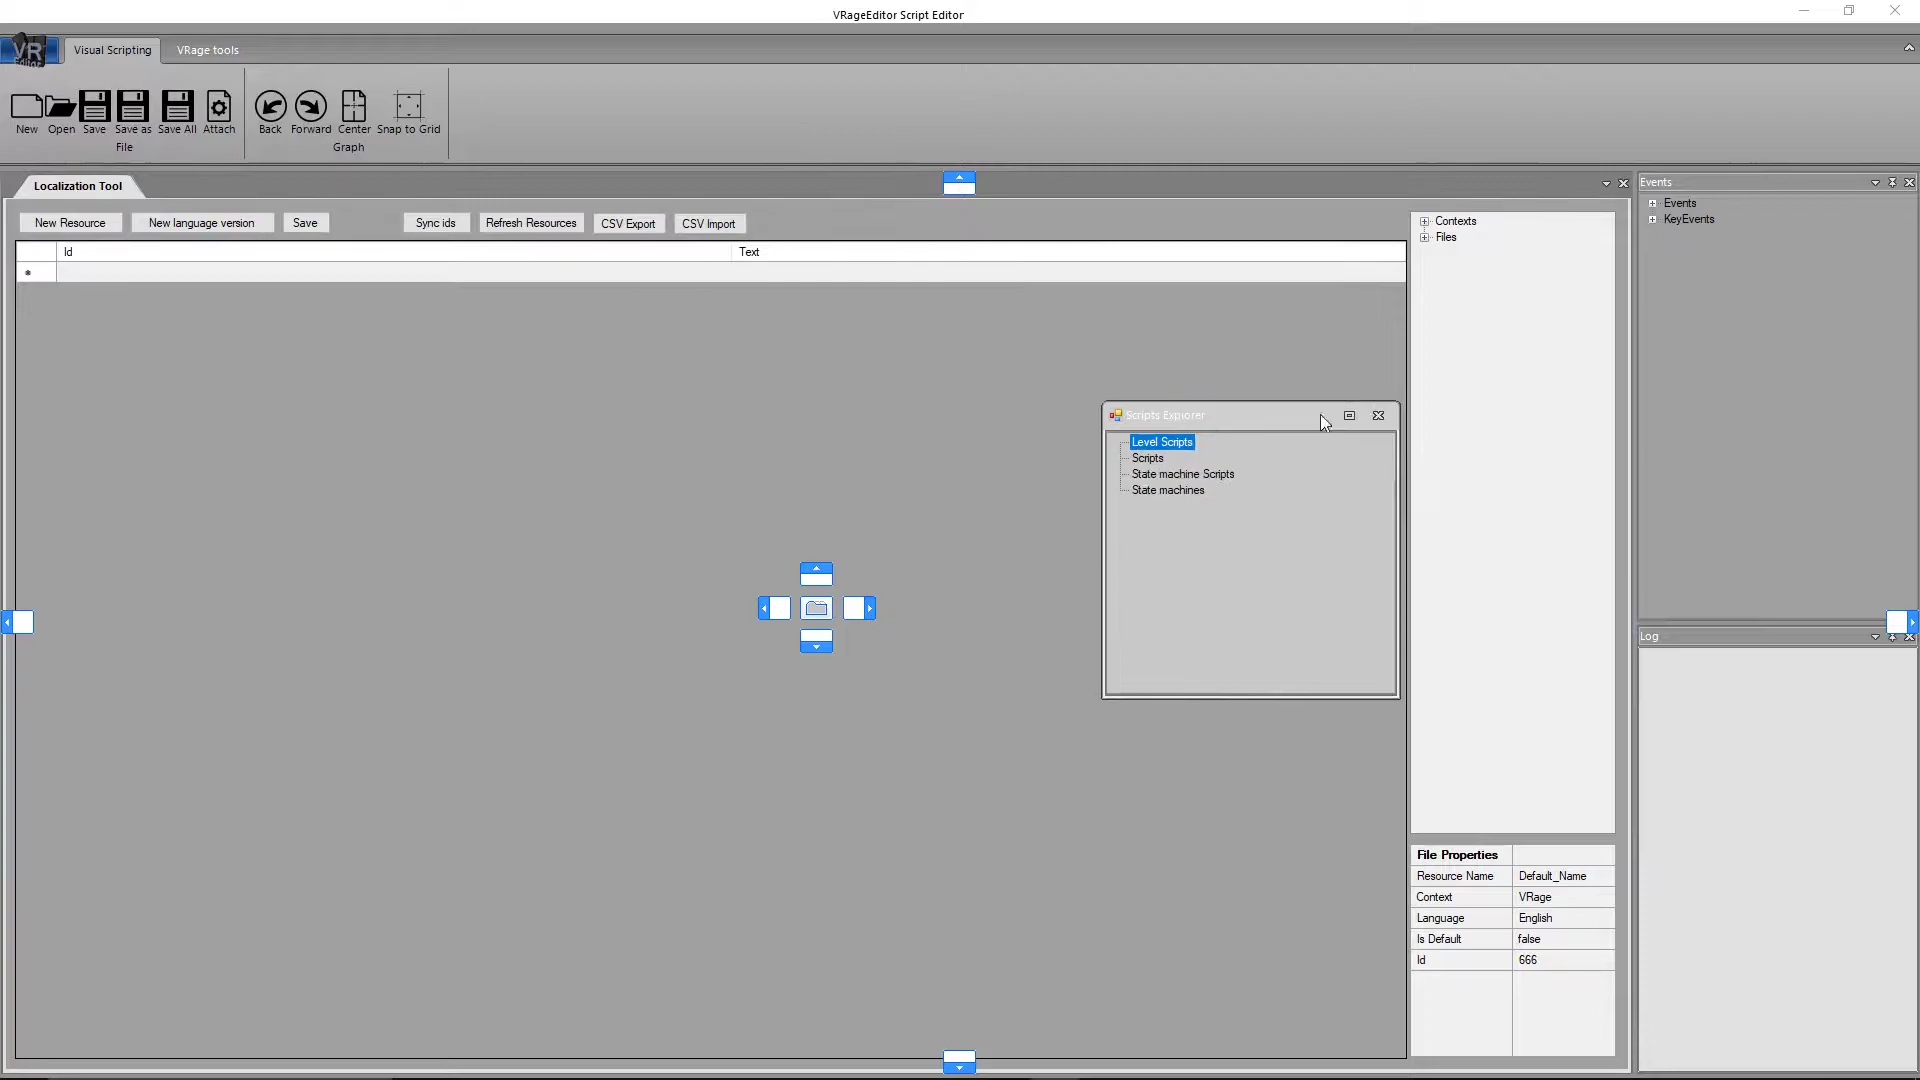 VRageEditor Script Editor
VR
Editor
Visual Scripting
VRage tools
New
Open
Save
Save as
Save All
Attach
Back
Forward
Center
Snap to Grid
File
Graph
Localization Tool
Events
New Resource
New language version
Save
Sync ids
Refresh Resources
CSV Export
CSV Import
Id
Text
*
Contexts
Files
Events
KeyEvents
Scripts Explorer
Level Scripts
Scripts
State machine Scripts
State machines
Log
File Properties
Resource Name Default_Name
Context VRage
Language English
Is Default false
Id 666